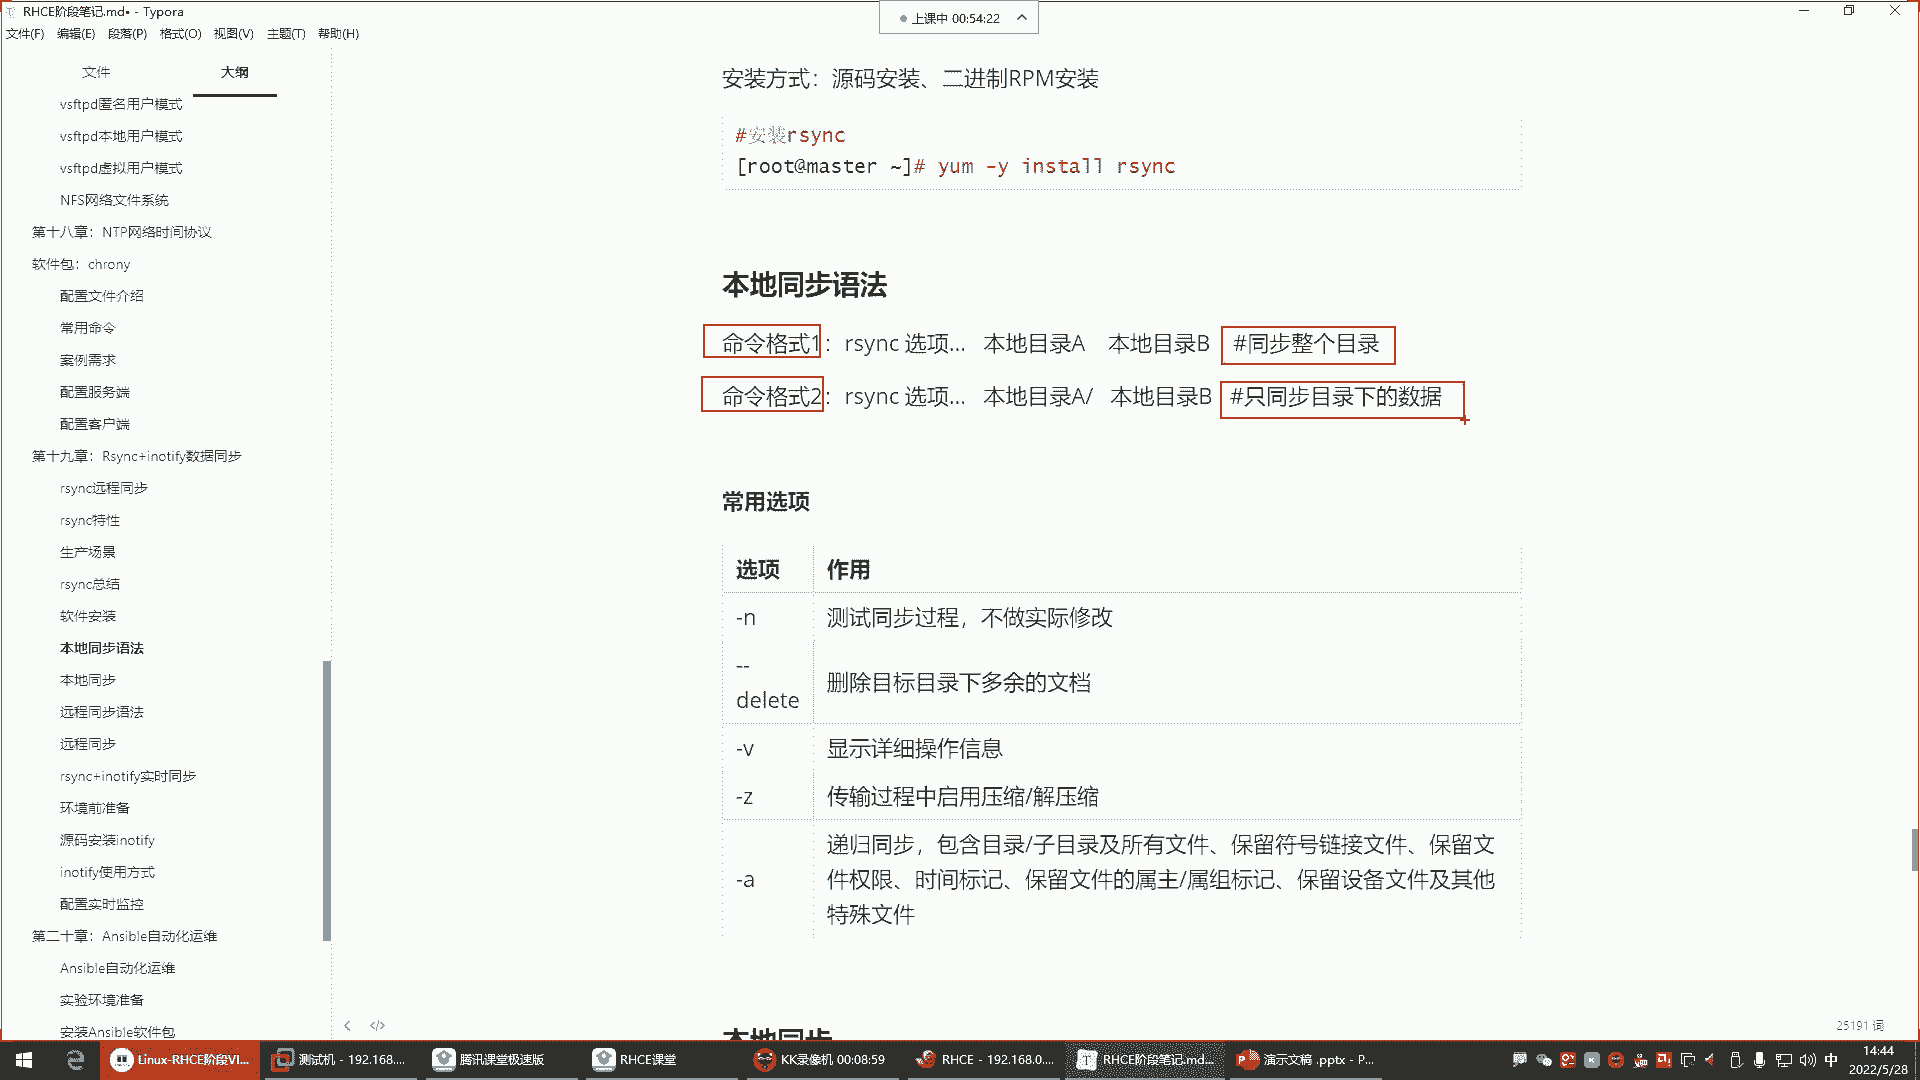 RHCE阶段笔记.md• - Typora
上课中 00:54:22
文件(F) 编辑(E) 段落(P) 格式(O) 视图(V) 主题(T) 帮助(H)
文件 大纲
vsftpd匿名用户模式
vsftpd本地用户模式
vsftpd虚拟用户模式
NFS网络文件系统
第十八章：NTP网络时间协议
软件包：chrony
配置文件介绍
常用命令
案例需求
配置服务端
配置客户端
第十九章：Rsync+inotify数据同步
rsync远程同步
rsync特性
生产场景
rsync总结
软件安装
本地同步语法
本地同步
远程同步语法
远程同步
rsync+inotify实时同步
环境前准备
源码安装inotify
inotify使用方式
配置实时监控
第二十章：Ansible自动化运维
Ansible自动化运维
实验环境准备
安装Ansible软件包
安装方式：源码安装、二进制RPM安装
#安装rsync
[root@master ~]# yum -y install rsync
本地同步语法
命令格式1：rsync 选项... 本地目录A 本地目录B #同步整个目录
命令格式2：rsync 选项... 本地目录A/ 本地目录B #只同步目录下的数据
常用选项
选项 作用
-n 测试同步过程，不做实际修改
--delete 删除目标目录下多余的文档
-v 显示详细操作信息
-z 传输过程中启用压缩/解压缩
-a 递归同步，包含目录/子目录及所有文件、保留符号链接文件、保留文
件权限、时间标记、保留文件的属主/属组标记、保留设备文件及其他
特殊文件
本地同步
25191 词
Linux-RHCE阶段VI... 测试机 - 192.168.... 腾讯课堂极速版 RHCE课堂 KK录像机 00:08:59 RHCE - 192.168.0.... RHCE阶段笔记.md... 演示文稿 .pptx - P... 中 14:44
2022/5/28